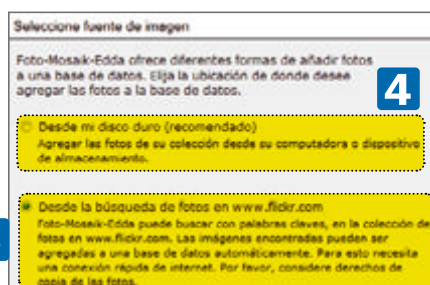 Seleccione fuente de imagen
Foto-Mosaik-Edda ofrece diferentes formas de añadir fotos
a una base de datos. Elija la ubicación de donde desee
agregar las fotos a la base de datos.
4
Desde mi disco duro (recomendado)
Agregar las fotos de su colección desde su computadora o dispositivo
de almacenamiento.
Desde la búsqueda de fotos en www.flickr.com
Foto-Mosaik-Edda puede buscar con palabras claves, en la colección de
fotos en www.flickr.com. Las imágenes encontradas pueden ser
agregadas a una base de datos automáticamente. Para esto necesita
una conexión rápida de internet. Por favor, considere derechos de
copia de las fotos.